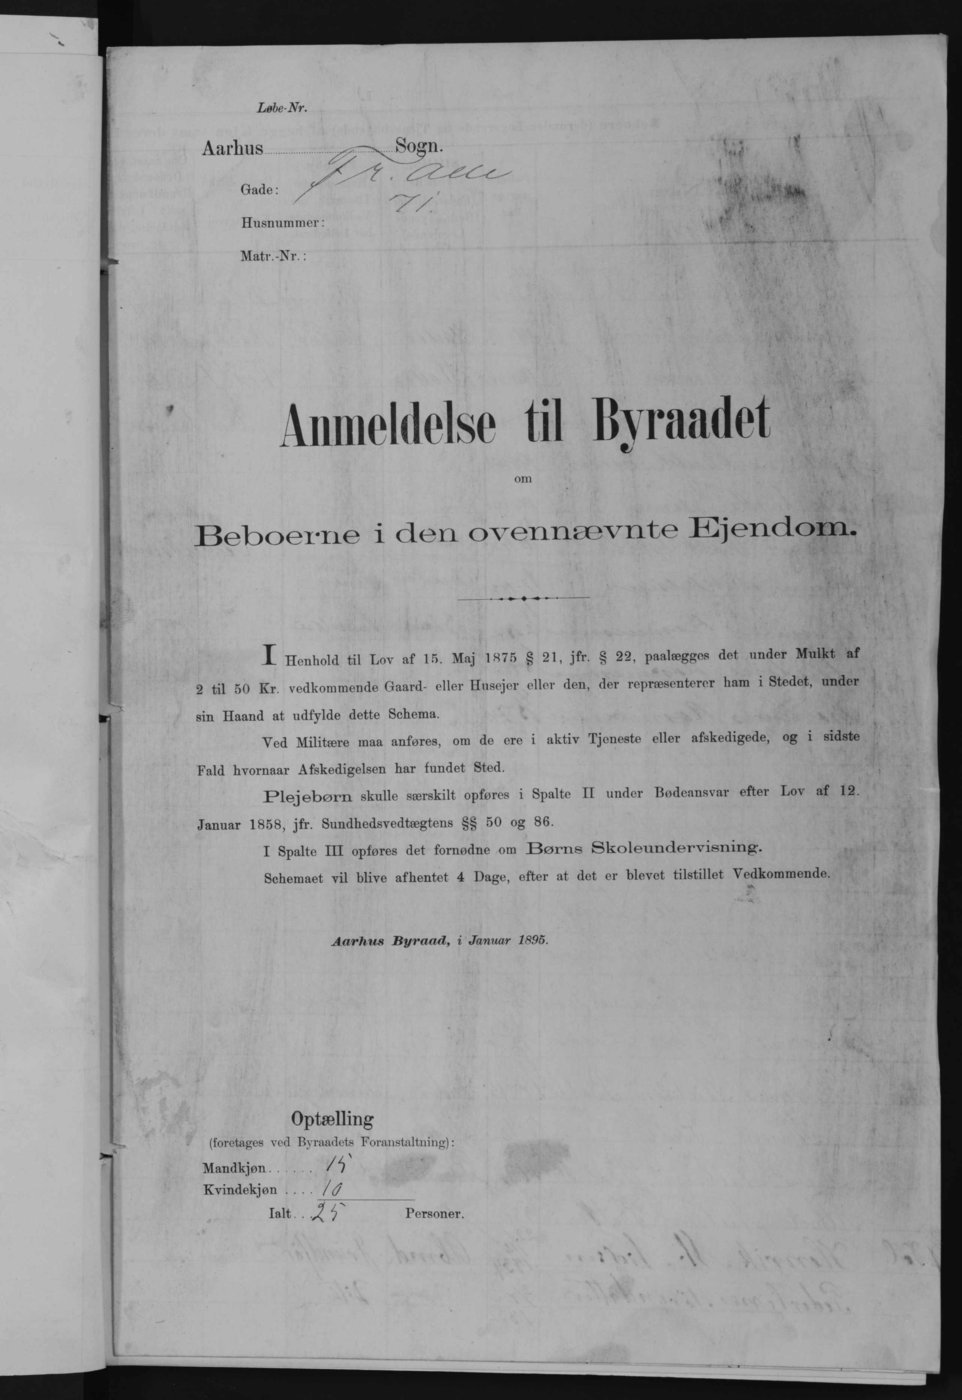 Løbe-Nr.
Aarhus Sogn.
Gade: Fr. Alle
71.
Husnummer:
Matr.-Nr.:
Anmeldelse til Byraadet
om
Beboerne i den ovennævnte Ejendom.
I Henhold til Lov af 15. Maj 1875 § 21, jfr. § 22, paalægges det under Mulkt af
2 til 50 Kr. vedkommende Gaard- eller Husejer eller den, der repræsenterer ham i Stedet, under
sin Haand at udfylde dette Schema.
Ved Militære maa anføres, om de ere i aktiv Tjeneste eller afskedigede, og i sidste
Fald hvornaar Afskedigelsen har fundet Sted.
Plejebørn skulle særskilt opføres i Spalte II under Bødeansvar efter Lov af 12.
Januar 1858, jfr. Sundhedsvedtægtens §§ 50 og 86.
I Spalte III opføres det fornødne om Børns Skoleundervisning.
Schemaet vil blive afhentet 4 Dage, efter at det er blevet tilstillet Vedkommende.
Aarhus Byraad, i Januar 1895.
Optælling
(foretages ved Byraadets Foranstaltning):
Mandkjøn...... 15
Kvindekjøn .... 10
Ialt.. 25 Personer.